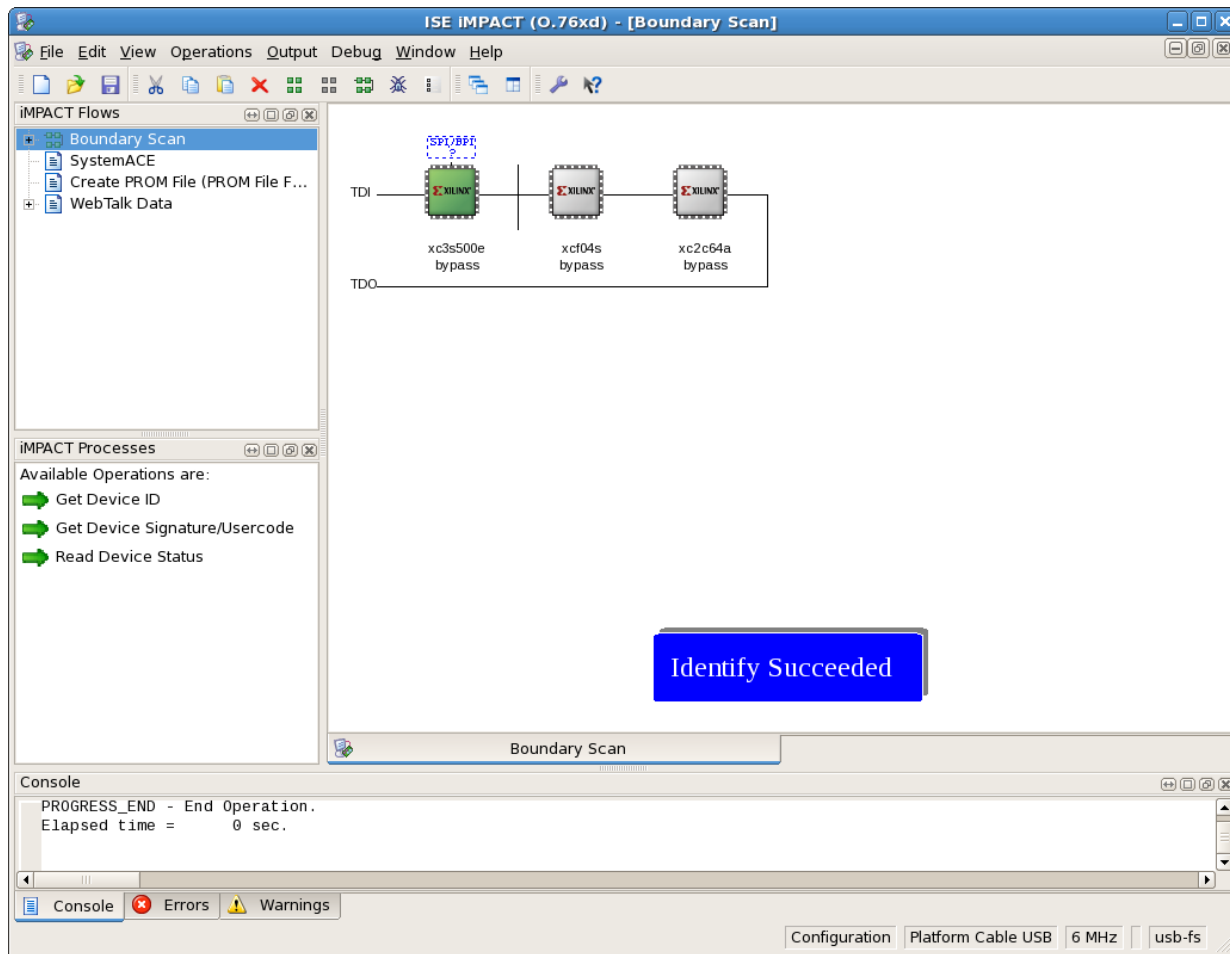 ISE iMPACT (O.76xd) - [Boundary Scan]
File Edit View Operations Output Debug Window Help
iMPACT Flows
Boundary Scan
SystemACE
Create PROM File (PROM File F...
WebTalk Data
iMPACT Processes
Available Operations are:
Get Device ID
Get Device Signature/Usercode
Read Device Status
SPI/BPI
?
TDI
XILINX XILINX XILINX
xc3s500e xcf04s xc2c64a
bypass bypass bypass
TDO
Identify Succeeded
Boundary Scan
Console
PROGRESS_END - End Operation.
Elapsed time =      0 sec.
Console Errors Warnings
Configuration Platform Cable USB 6 MHz usb-fs